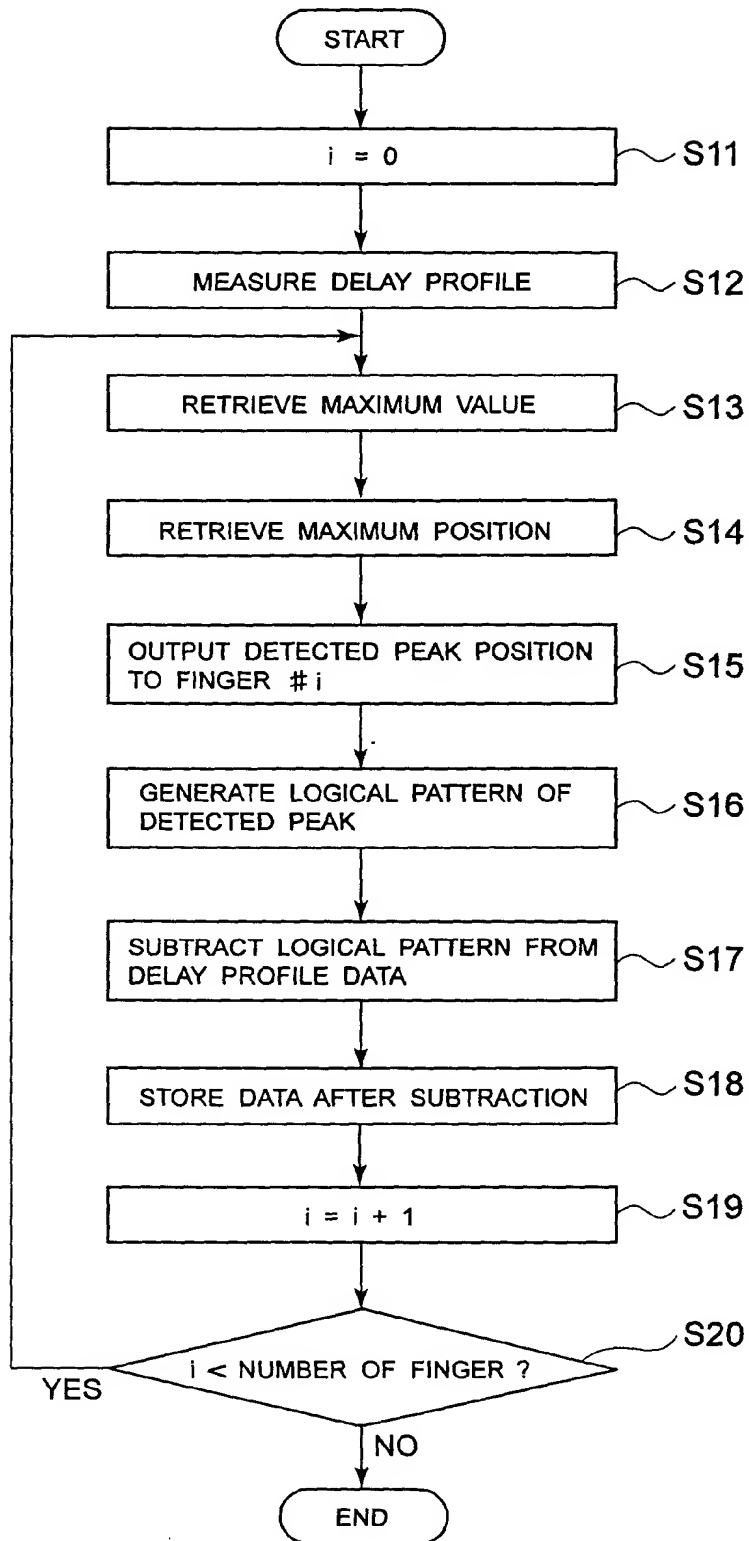 START
i = 0
S11
MEASURE DELAY PROFILE
S12
RETRIEVE MAXIMUM VALUE
S13
RETRIEVE MAXIMUM POSITION
S14
OUTPUT DETECTED PEAK POSITION
TO FINGER #i
S15
GENERATE LOGICAL PATTERN OF
DETECTED PEAK
S16
SUBTRACT LOGICAL PATTERN FROM
DELAY PROFILE DATA
S17
STORE DATA AFTER SUBTRACTION
S18
i = i + 1
S19
i < NUMBER OF FINGER ?
S20
YES
NO
END